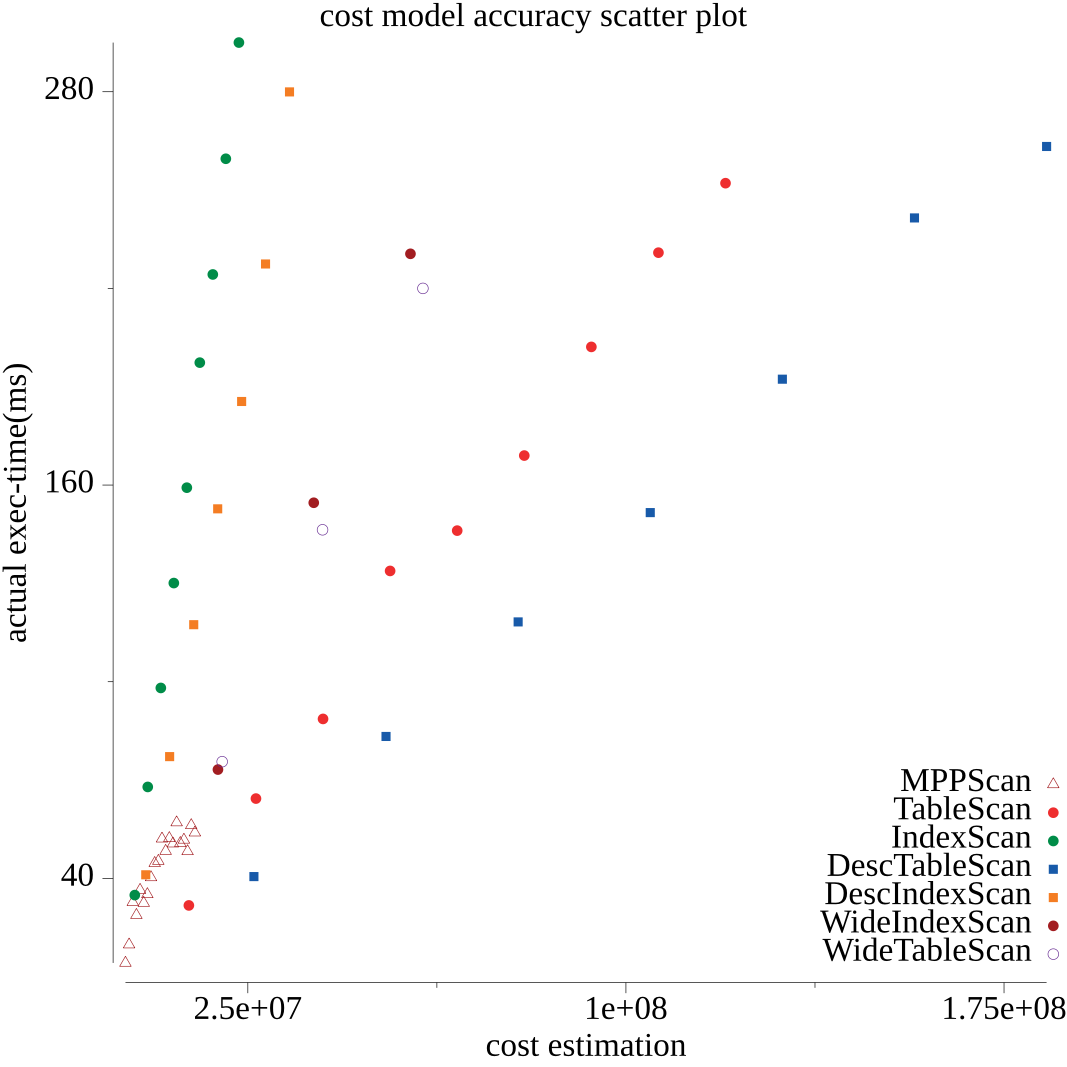 cost model accuracy scatter plot
280
160
40
actual exec-time(ms)
MPPScan
TableScan
IndexScan
DescTableScan
DescIndexScan
WideIndexScan
WideTableScan
2.5e+07
1e+08
1.75e+08
cost estimation